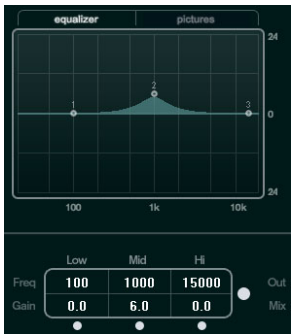 equalizer pictures
24
1 2 3
0
24
100 1k 10k
Low Mid Hi
Freq 100 1000 15000 Out
Gain 0.0 6.0 0.0 Mix